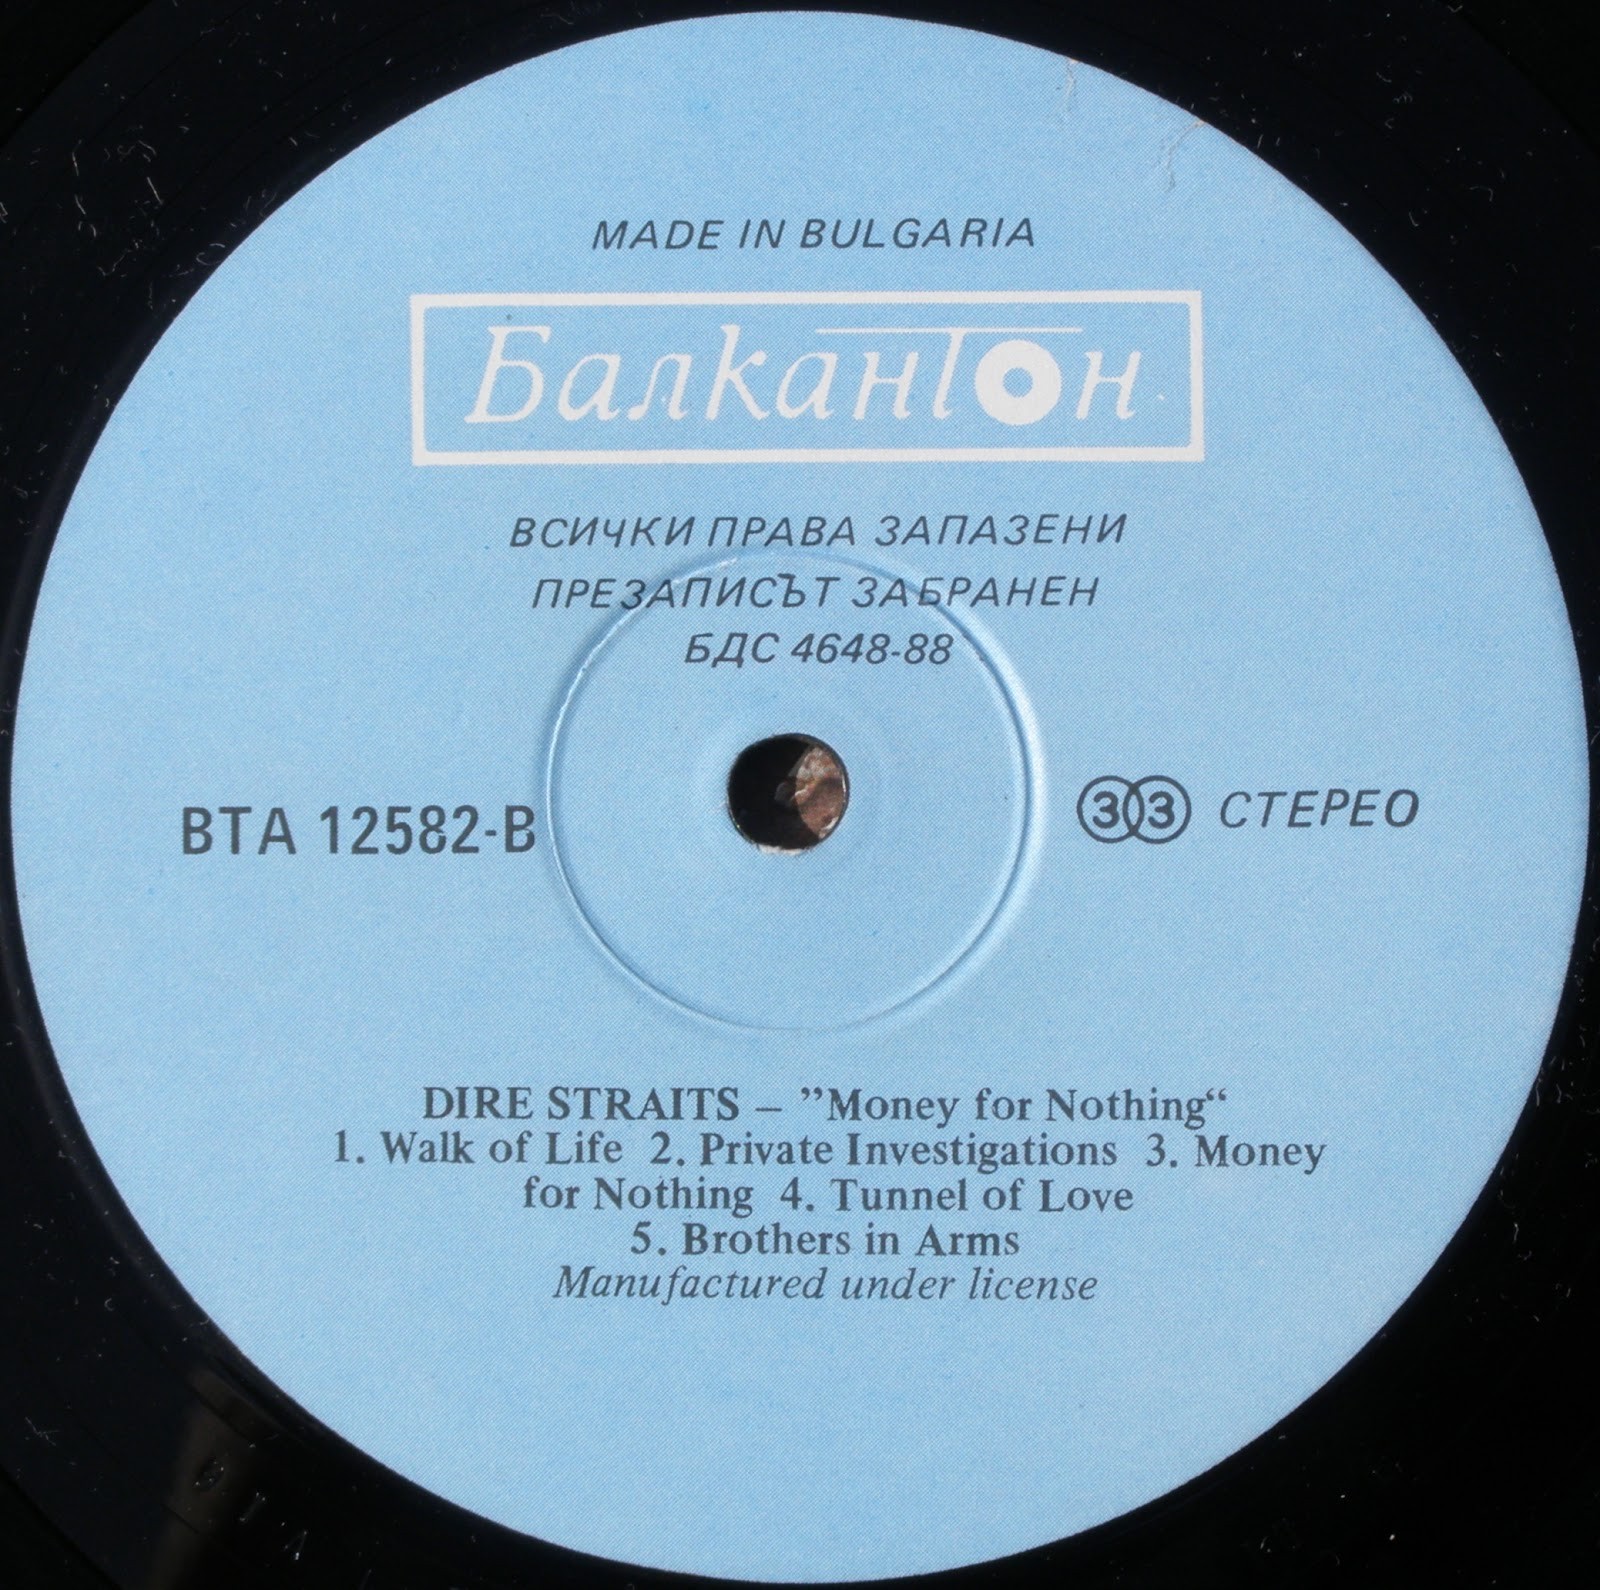 MADE IN BULGARIA
Балкантон
ВСИЧКИ ПРАВА ЗАПАЗЕНИ
ПРЕЗАПИСЪТ ЗАБРАНЕН
БДС 4648-88
ВТА 12582-В
33 СТЕРЕО
DIRE STRAITS – ”Money for Nothing“
1. Walk of Life 2. Private Investigations 3. Money
for Nothing 4. Tunnel of Love
5. Brothers in Arms
Manufactured under license